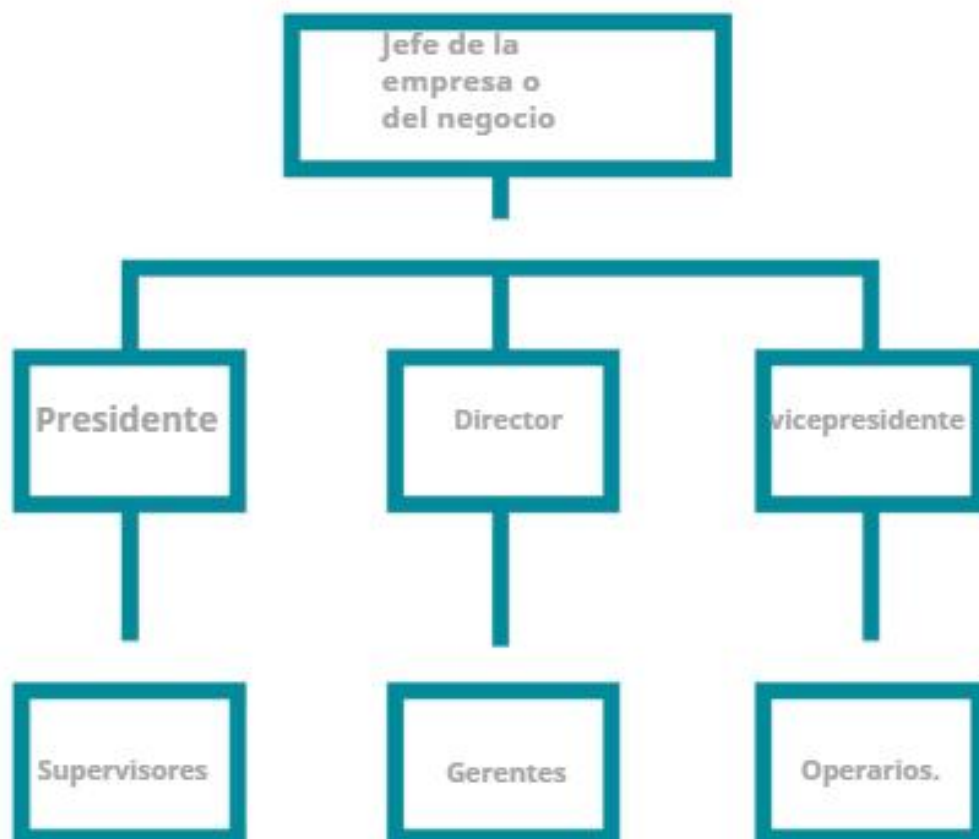 Jefe de la
empresa o
del negocio
Presidente
Director
vicepresidente
Supervisores
Gerentes
Operarios.